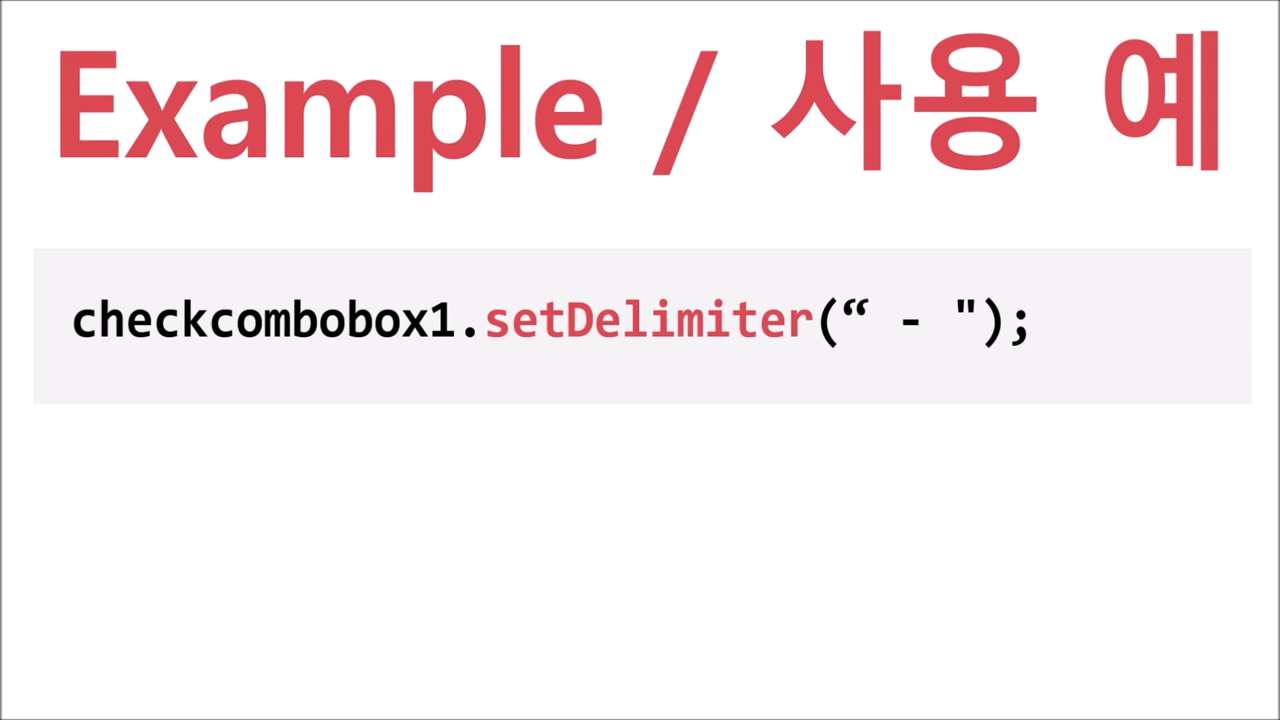 Example / 사용 예
checkcombobox1.setDelimiter(“ - ");